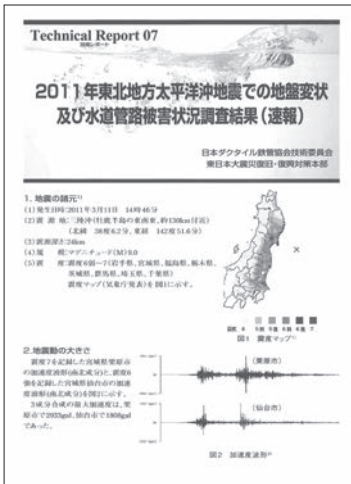 Technical Report 07
技術レポート
2011年東北地方太平洋沖地震での地盤変状
及び水道管路被害状況調査結果（速報）
日本ダクタイル鉄管協会技術委員会
東日本大震災復旧・復興対策本部
1. 地震の諸元
(1)発生日時:2011年3月11日 14時46分
(2)震源地:三陸沖(牡鹿半島の東南東、約130km付近)
(北緯 38度6.2分、東経 142度51.6分)
(3)震源深さ:24km
(4)規模:マグニチュード(M)9.0
(5)震度:震度6弱~7(岩手県、宮城県、福島県、栃木県、
茨城県、群馬県、埼玉県、千葉県)
震度マップ(気象庁発表)を図1に示す。
震度 4 5弱 5強 6弱 6強 7
図1 震度マップ
2.地震動の大きさ
震度7を記録した宮城県栗原市
の加速度波形(南北成分)と、震度6
強を記録した宮城県仙台市の加速
度波形(南北成分)を図2に示す。
3成分合成の最大加速度は、栗
原市で2933gal、仙台市で1808gal
であった。
(栗原市)
(仙台市)
図2 加速度波形